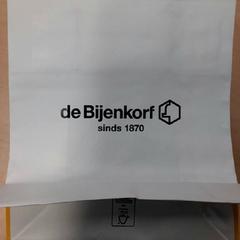 de Bijenkorf
sinds 1870